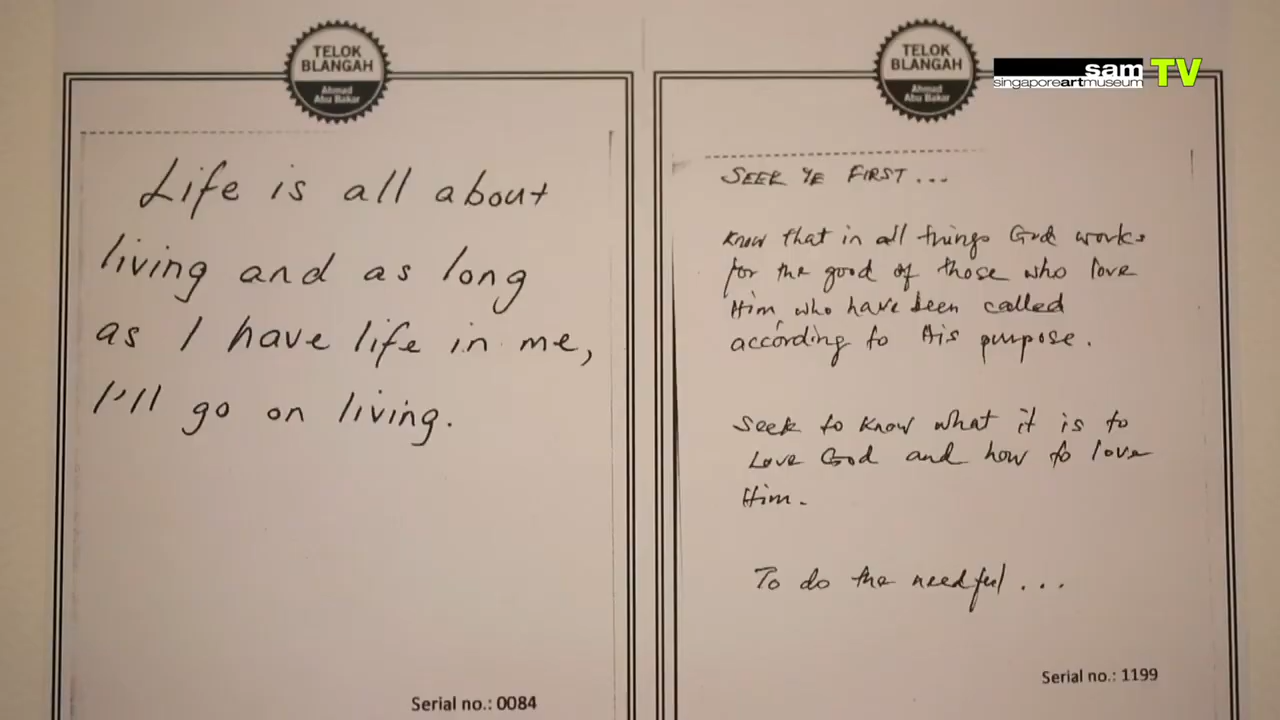 TELOK
BLANGAH
Ahmad
Abu Bakar
Life is all about
living and as long
as I have life in me,
I'll go on living.
Serial no.: 0084
TELOK
BLANGAH
Ahmad
Abu Bakar
SEEK YE FIRST...
Know that in all things God works
for the good of those who love
Him who have been called
according to His purpose.
Seek to know what it is to
Love God and how to love
Him.
To do the needful...
Serial no.: 1199
sam TV
singaporeartmuseum